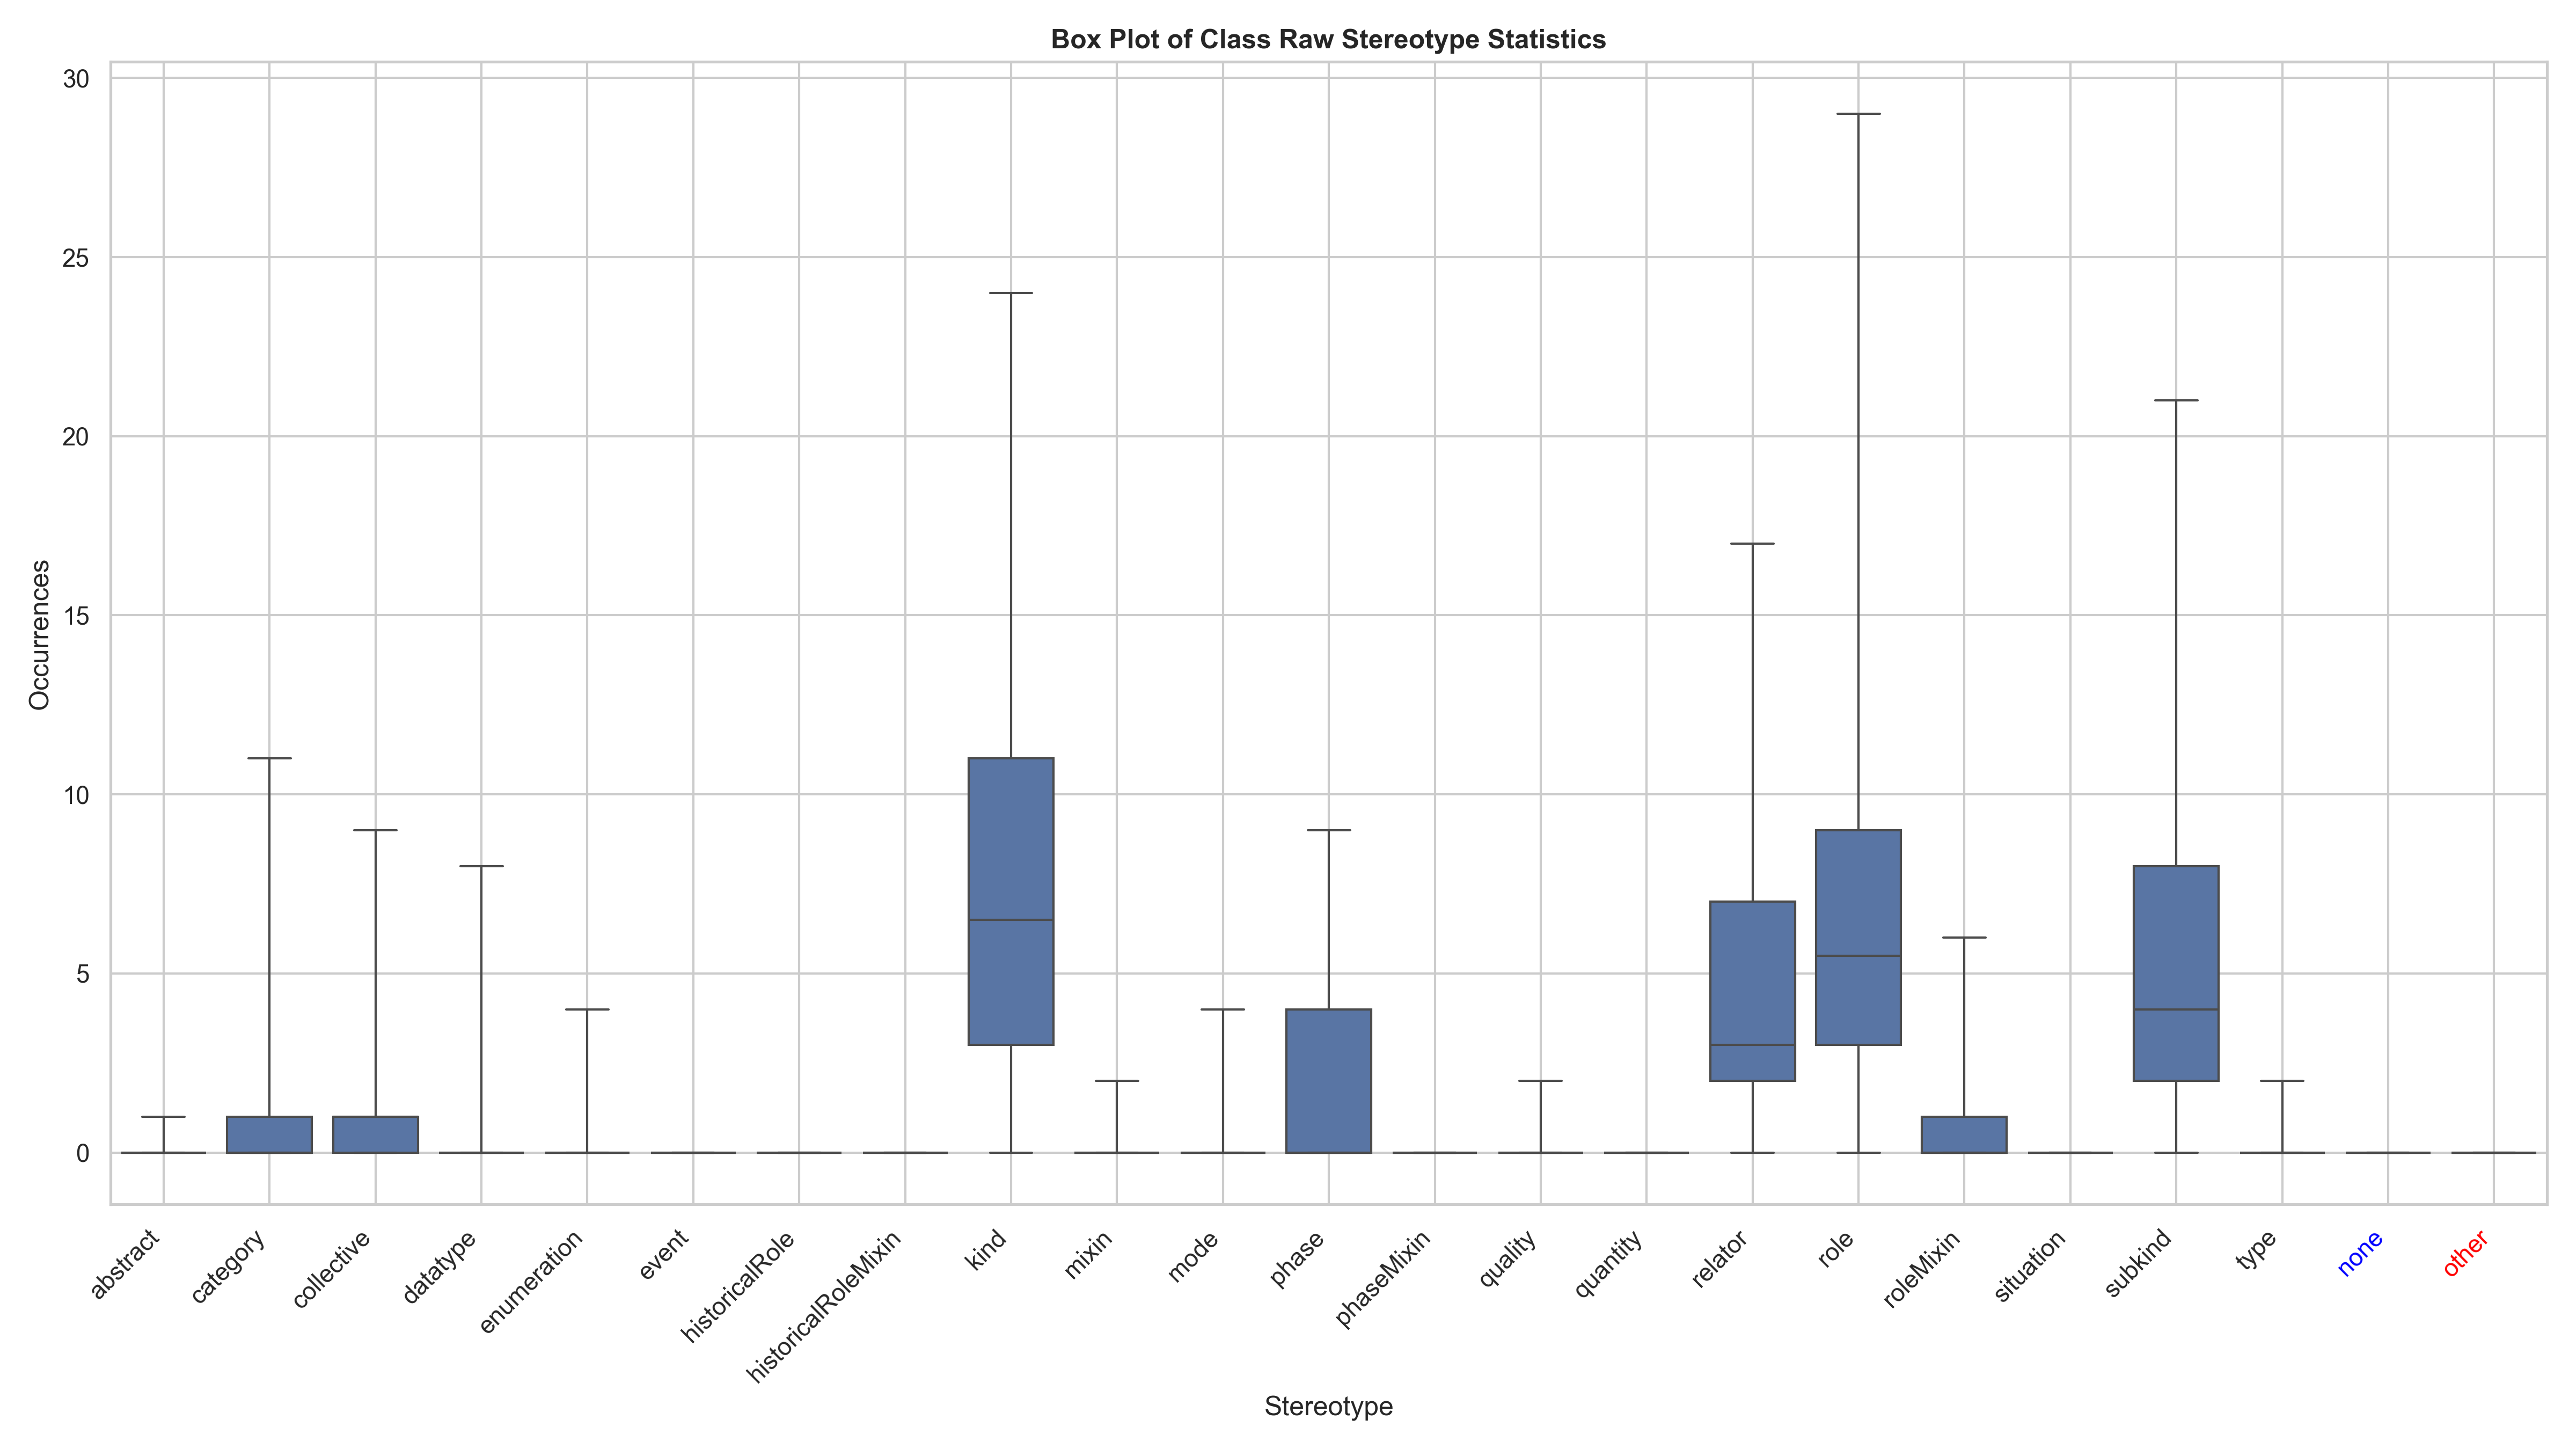 Box Plot of Class Raw Stereotype Statistics
30
25
20
15
10
5
0
Occurrences
abstract
category
collective
datatype
enumeration
event
historicalRole
historicalRoleMixin
kind
mixin
mode
phase
phaseMixin
quality
quantity
relator
role
roleMixin
situation
subkind
type
none
other
Stereotype